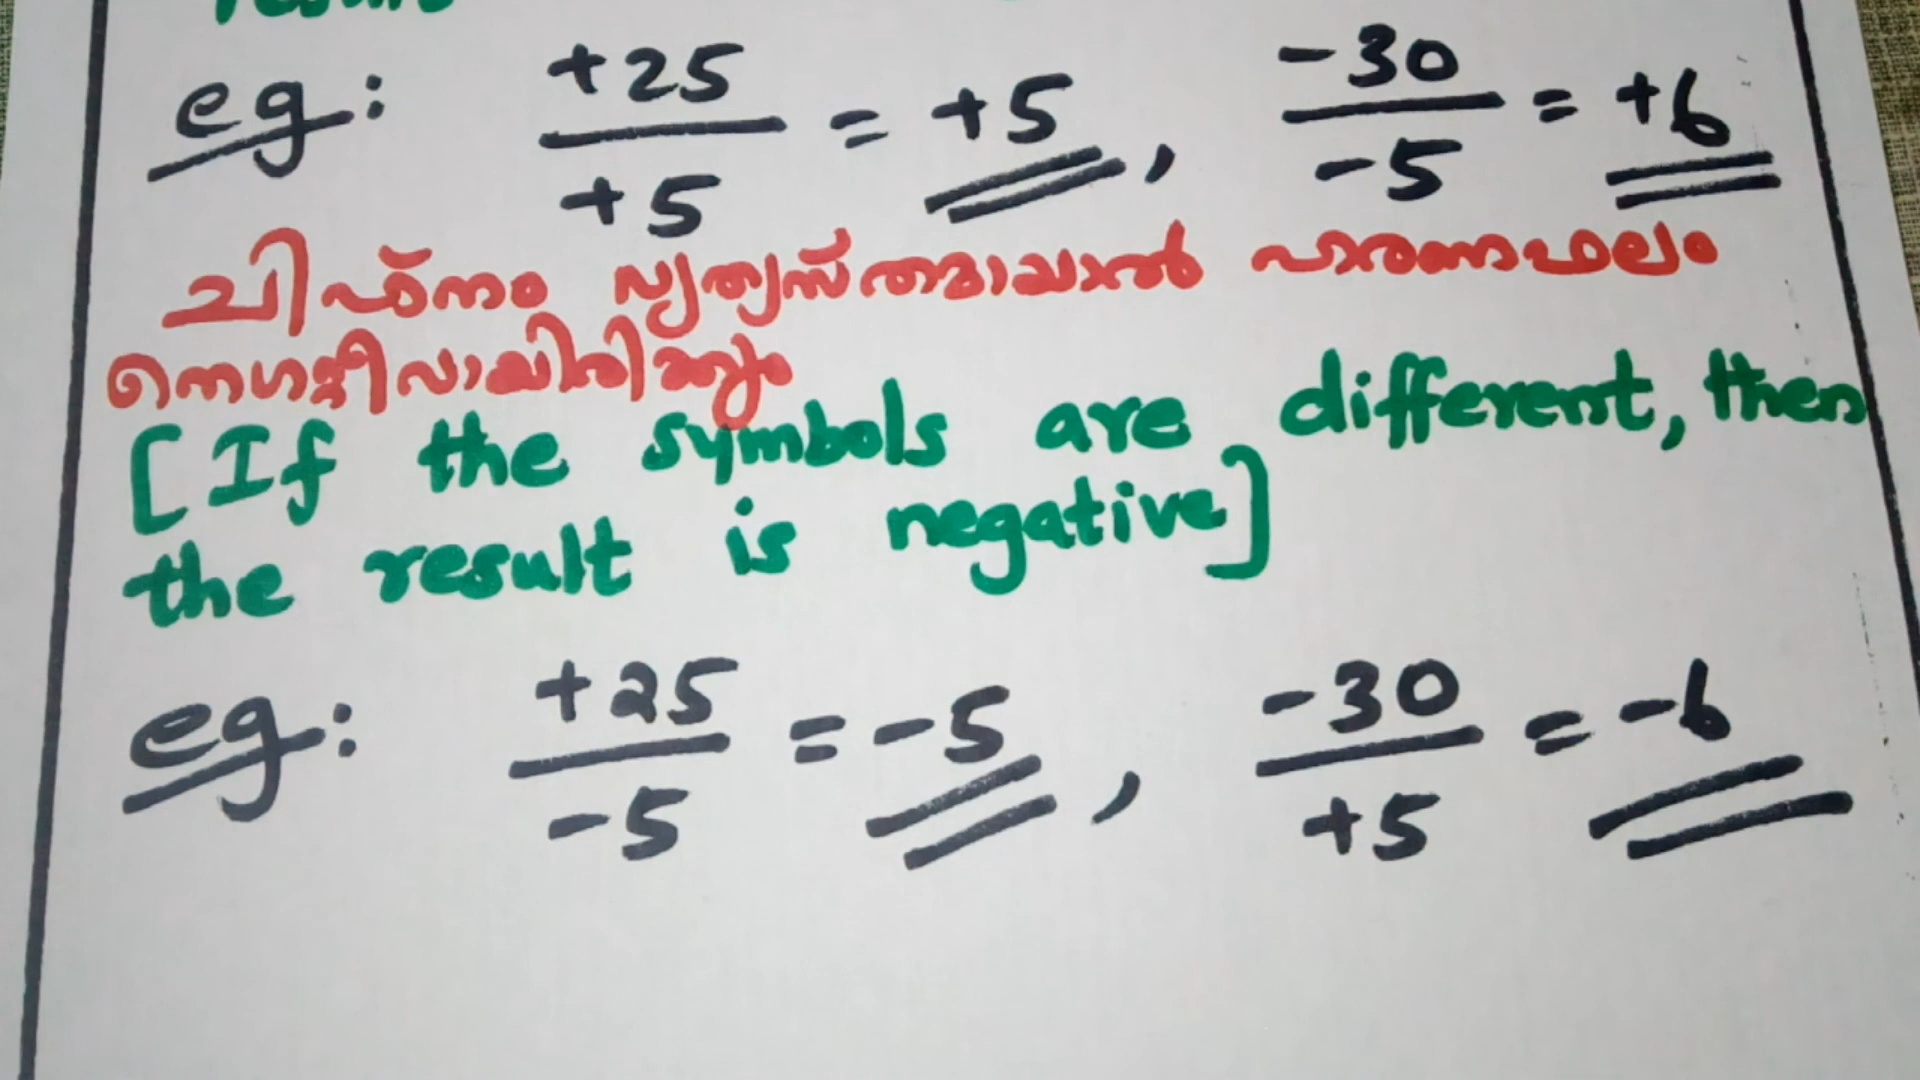 result
eg: +25/+5 = +5, -30/-5 = +6
ചിഹ്നം വ്യത്യസ്തമായാൽ ഹരണഫലം
നെഗറ്റീവായിരിക്കും
[If the symbols are different, then
the result is negative]
eg: +25/-5 = -5, -30/+5 = -6